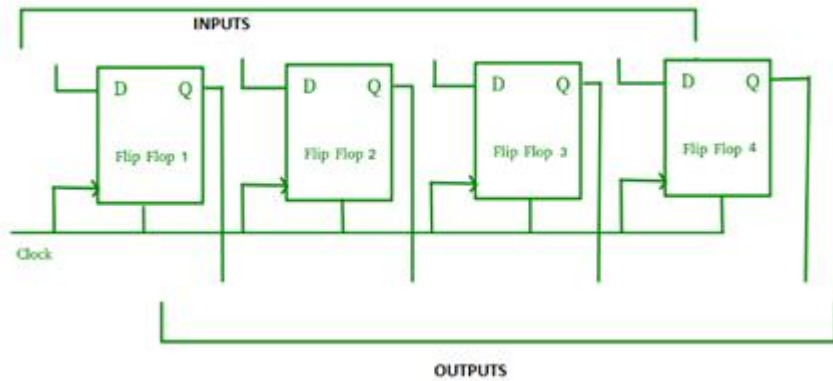 INPUTS
D Q
Flip Flop 1
D Q
Flip Flop 2
D Q
Flip Flop 3
D Q
Flip Flop 4
Clock
OUTPUTS